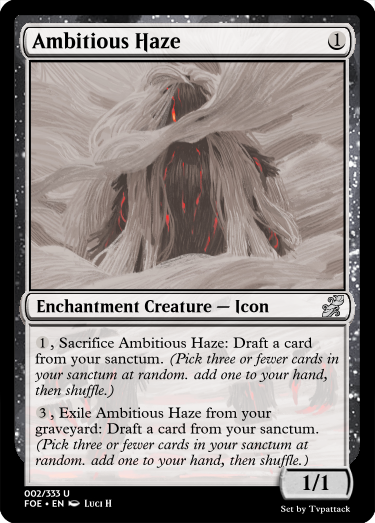 Ambitious Haze 1
Enchantment Creature — Icon
1 , Sacrifice Ambitious Haze: Draft a card
from your sanctum. (Pick three or fewer cards in
your sanctum at random. add one to your hand,
then shuffle.)
3 , Exile Ambitious Haze from your
graveyard: Draft a card from your sanctum.
(Pick three or fewer cards in your sanctum at
random. add one to your hand, then shuffle.)
1/1
002/333 U
FOE • EN Luci H
Set by Tvpattack